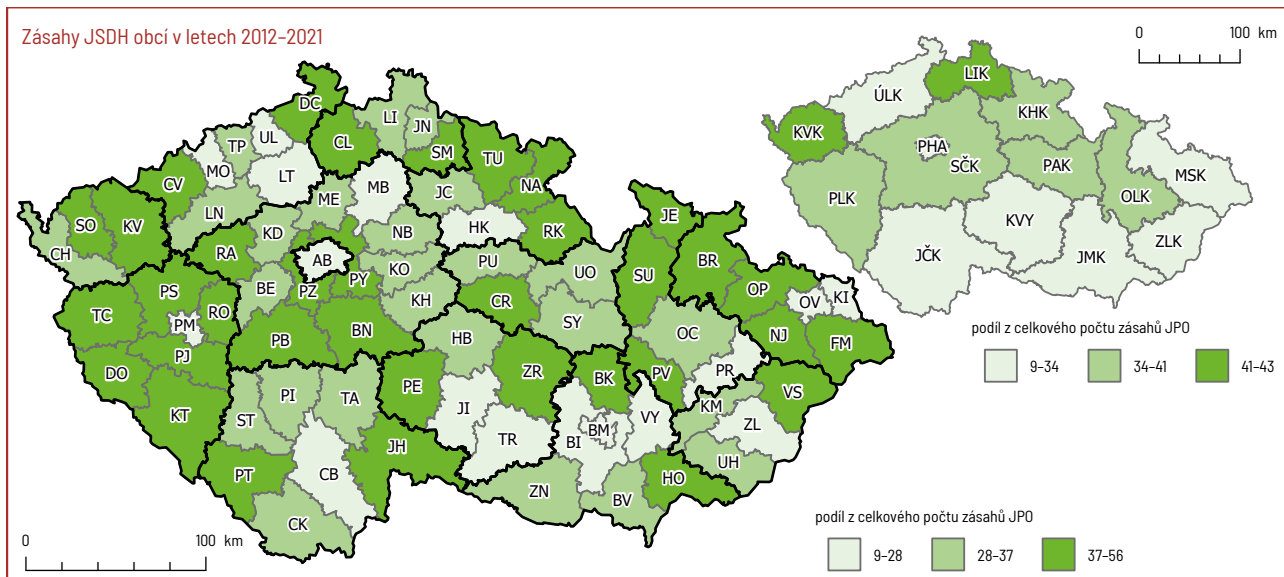 Zásahy JSDH obcí v letech 2012–2021
0 100 km
LIK
ÚLK
KHK
KVK
PHA
SČK
PAK
MSK
OLK
PLK
KVY
ZLK
JČK
JMK
podíl z celkového počtu zásahů JPO
9–34 34–41 41–43
DC
LI
JN
UL
TP
CL
SM
TU
MO
LT
CV
MB
NA
ME
JC
LN
SO
KV
KD
NB
HK
RK
JE
RA
CH
AB
PY
KO
PU
UO
SU
BR
BE
PZ
KH
CR
OP
OV
KI
PS
TC
RO
PM
PB
BN
SY
OC
NJ
FM
HB
PJ
DO
PE
ZR
BK
PV
PR
VS
KT
ST
PI
TA
JI
KM
VY
ZL
TR
BI
BM
JH
UH
PT
CB
HO
ZN
BV
CK
podíl z celkového počtu zásahů JPO
0 100 km
9–28 28–37 37–56